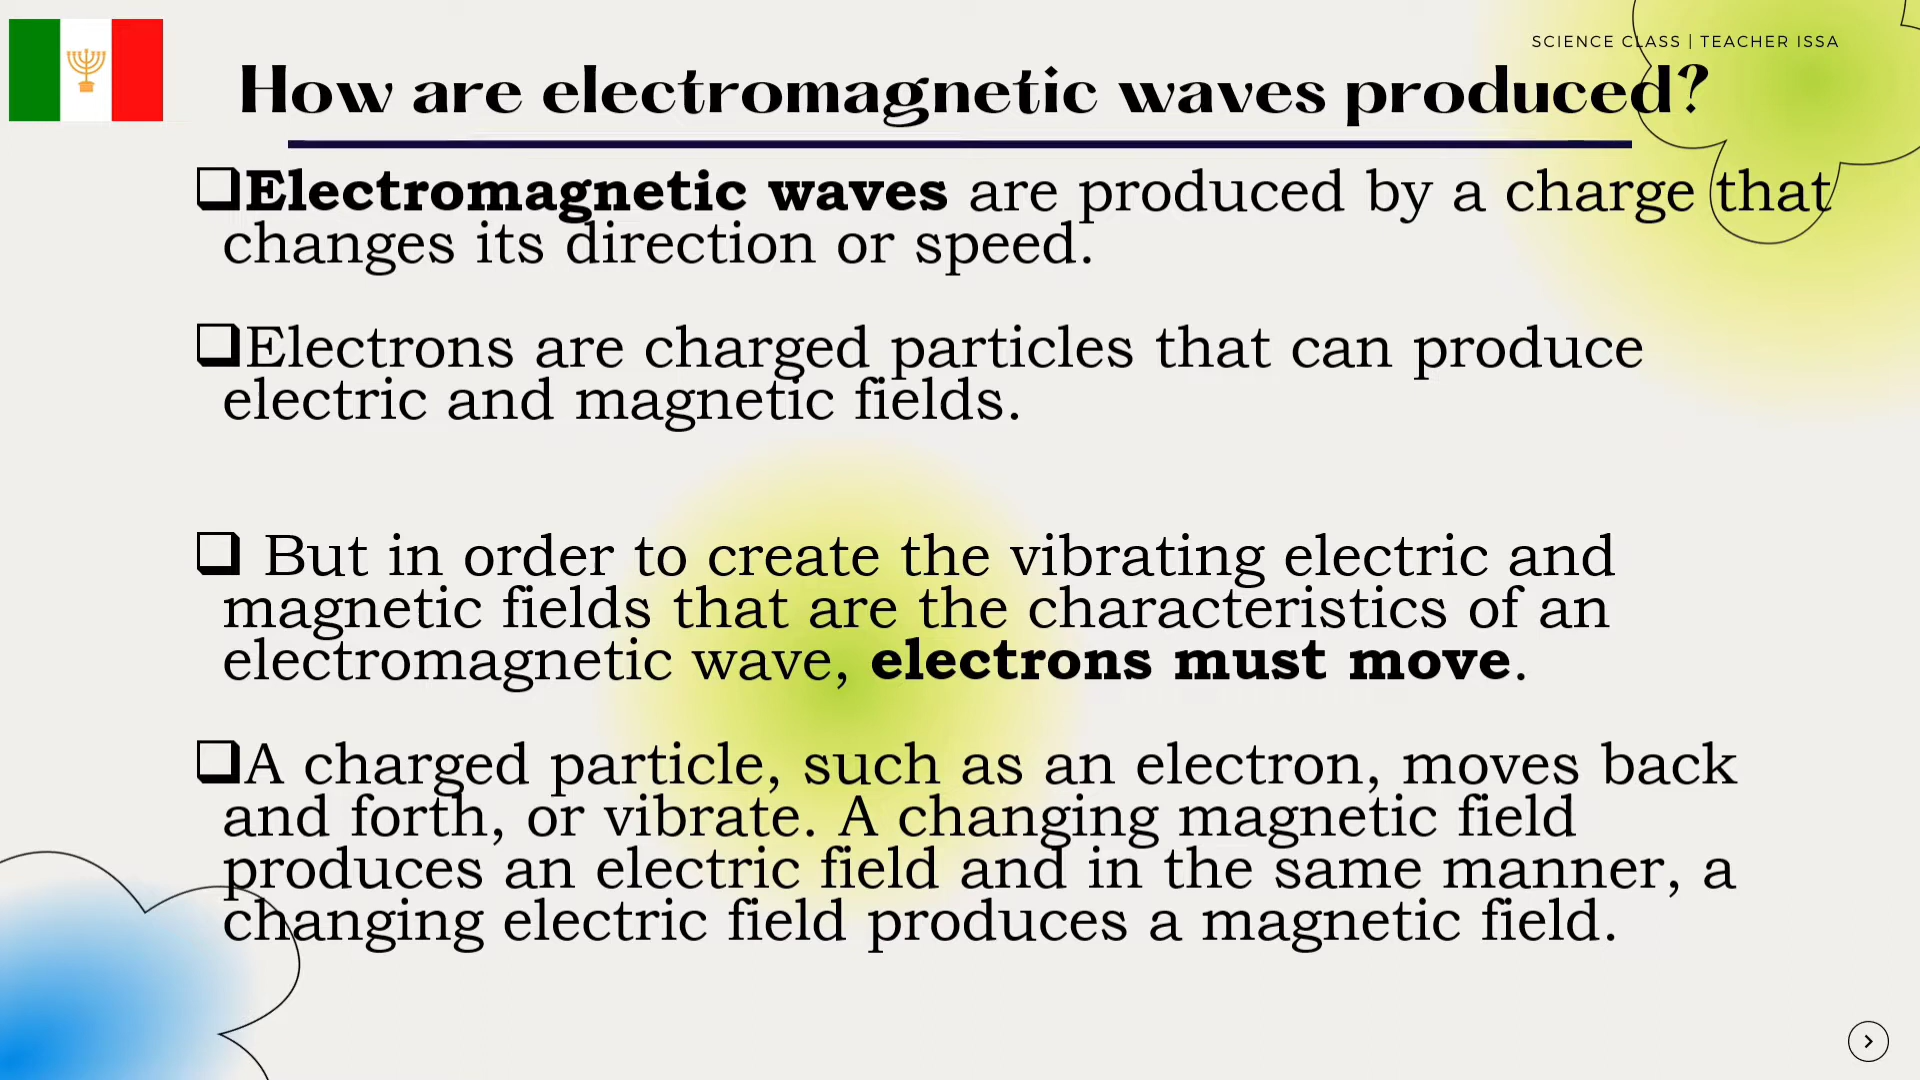 SCIENCE CLASS | TEACHER ISSA
How are electromagnetic waves produced?
❑Electromagnetic waves are produced by a charge that
changes its direction or speed.
❑Electrons are charged particles that can produce
electric and magnetic fields.
❑ But in order to create the vibrating electric and
magnetic fields that are the characteristics of an
electromagnetic wave, electrons must move.
❑A charged particle, such as an electron, moves back
and forth, or vibrate. A changing magnetic field
produces an electric field and in the same manner, a
changing electric field produces a magnetic field.